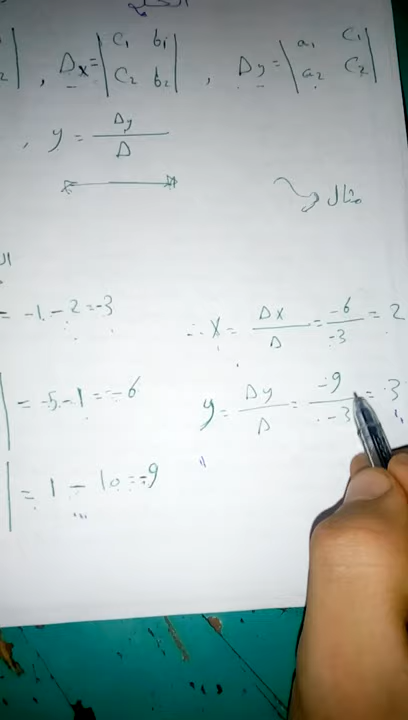 الحل
, Δx = | c₁ b₁ ; c₂ b₂ | , Δy = | a₁ c₁ ; a₂ c₂ |
, y = Δy / Δ
مثال
= -1 - 2 = -3
∴ X = Δx / Δ = -6 / -3 = 2
= -5 - 1 = -6
y = Δy / Δ = -9 / -3 = 3
= 1 - 10 = -9